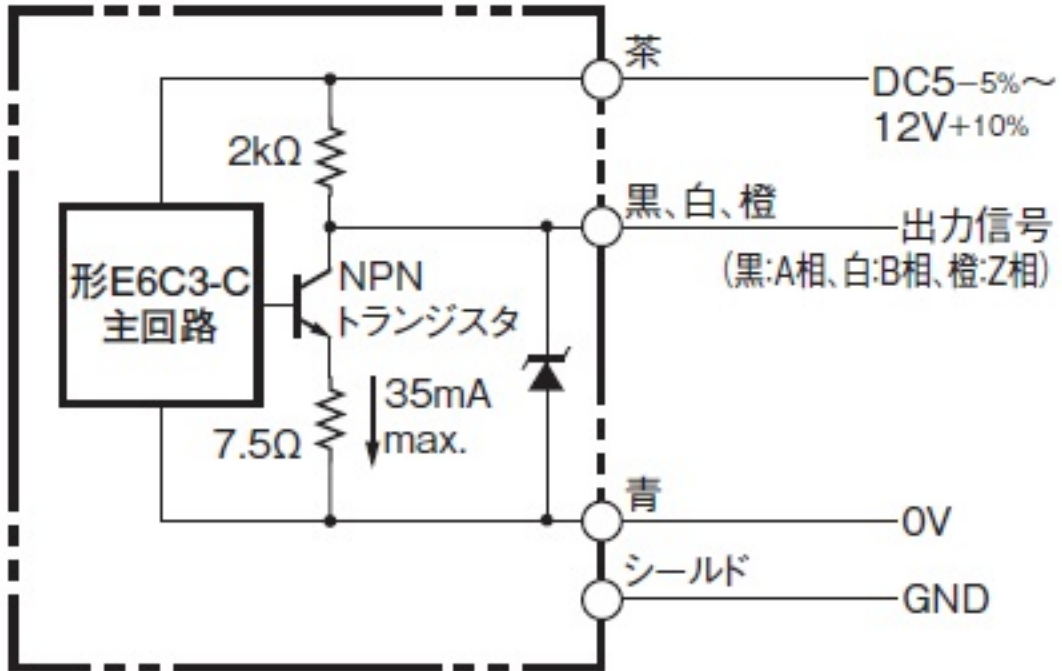 茶
DC5−5%～
12V+10%
2kΩ
黒、白、橙
出力信号
(黒:A相、白:B相、橙:Z相)
形E6C3-C
主回路
NPN
トランジスタ
35mA
max.
7.5Ω
青
0V
シールド
GND